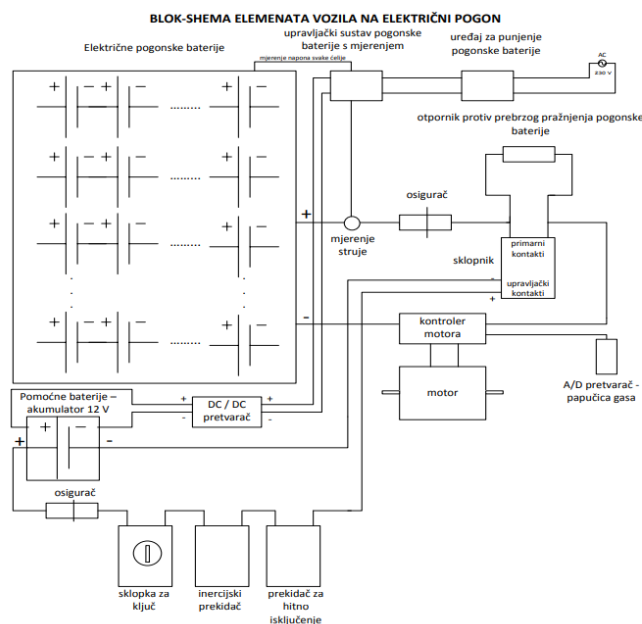 BLOK-SHEMA ELEMENATA VOZILA NA ELEKTRIČNI POGON
Električne pogonske baterije
upravljački sustav pogonske
baterije s mjerenjem
uređaj za punjenje
pogonske baterije
mjerenje napona svake ćelije
AC
230 V
otpornik protiv prebrzog pražnjenja pogonske
baterije
+ − + − ......... + −
+ − + − ......... + −
+ − + − ......... + −
+ − + − ......... + −
+
-
mjerenje
struje
osigurač
sklopnik
primarni
kontakti
upravljački
kontakti
-
+
kontroler
motora
motor
A/D pretvarač -
papučica gasa
Pomoćne baterije –
akumulator 12 V
+ −
+ -
+ +
DC / DC
pretvarač
- -
osigurač
-
sklopka za
ključ
inercijski
prekidač
prekidač za
hitno
isključenje